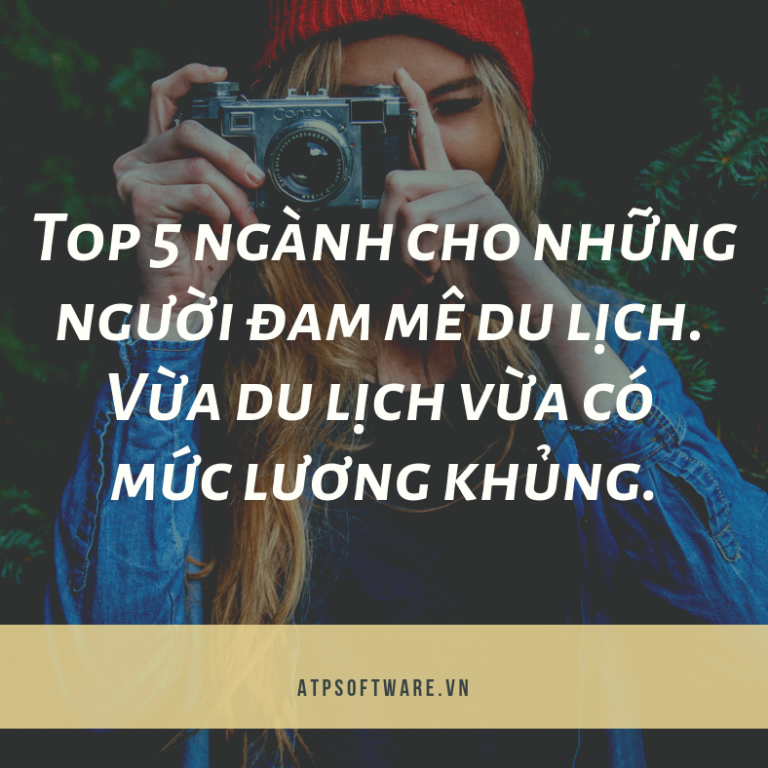 Contax
Top 5 ngành cho những
người đam mê du lịch.
Vừa du lịch vừa có
mức lương khủng.
ATPSOFTWARE.VN